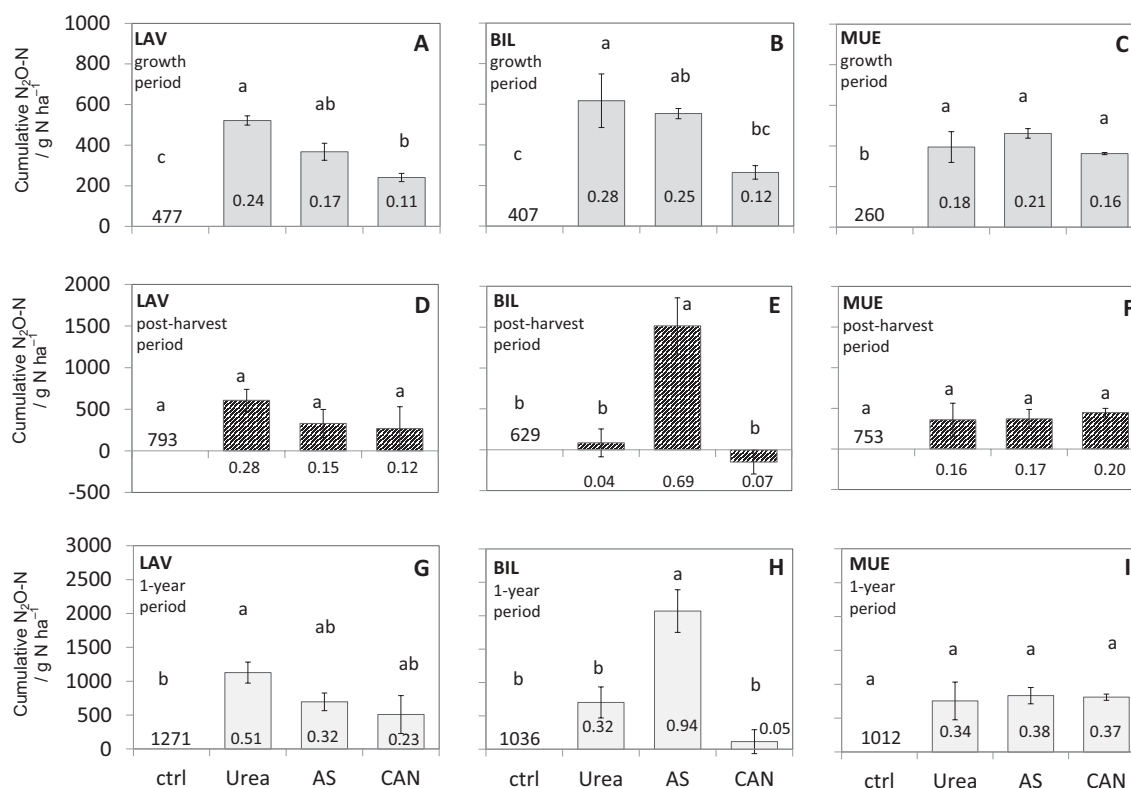 LAV A
growth
period
1000
800
600
400
200
0
Cumulative N₂O-N
/ g N ha⁻¹
a
ab
b
c
477
0.24
0.17
0.11
BIL B
growth
period
a
ab
bc
c
407
0.28
0.25
0.12
MUE C
growth
period
a
a
a
b
260
0.18
0.21
0.16
LAV D
post-harvest
period
2000
1500
1000
500
0
-500
Cumulative N₂O-N
/ g N ha⁻¹
a
a
a
a
793
0.28
0.15
0.12
BIL E
post-harvest
period
a
b
b
b
629
0.04
0.69
0.07
MUE F
post-harvest
period
a
a
a
a
753
0.16
0.17
0.20
LAV G
1-year
period
3000
2500
2000
1500
1000
500
0
Cumulative N₂O-N
/ g N ha⁻¹
a
ab
ab
b
1271
0.51
0.32
0.23
ctrl Urea AS CAN
BIL H
1-year
period
a
b
b
b
1036
0.32
0.94
0.05
ctrl Urea AS CAN
MUE I
1-year
period
a
a
a
a
1012
0.34
0.38
0.37
ctrl Urea AS CAN